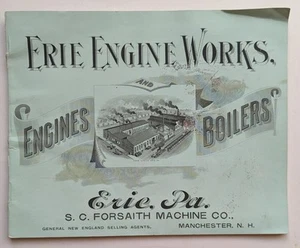 ERIE ENGINE WORKS,
AND
"ENGINES
BOILERS"
Erie, Pa.
S. C. FORSAITH MACHINE CO.,
GENERAL NEW ENGLAND SELLING AGENTS,
MANCHESTER, N. H.